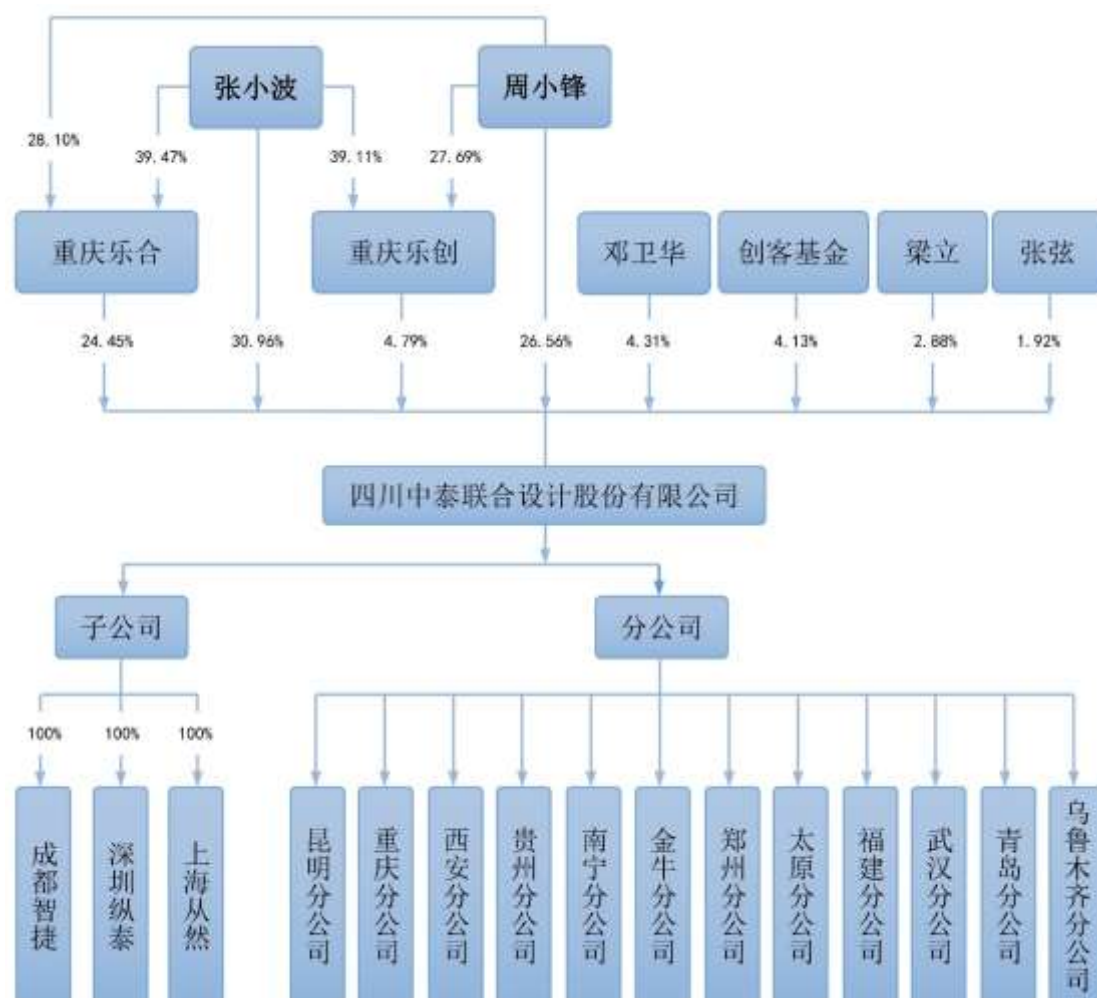 张小波
周小锋
28.10%
39.47%
39.11%
27.69%
重庆乐合
重庆乐创
邓卫华
创客基金
梁立
张弦
24.45%
30.96%
4.79%
26.56%
4.31%
4.13%
2.88%
1.92%
四川中泰联合设计股份有限公司
子公司
分公司
100%
100%
100%
成都智捷
深圳纵泰
上海从然
昆明分公司
重庆分公司
西安分公司
贵州分公司
南宁分公司
金牛分公司
郑州分公司
太原分公司
福建分公司
武汉分公司
青岛分公司
乌鲁木齐分公司